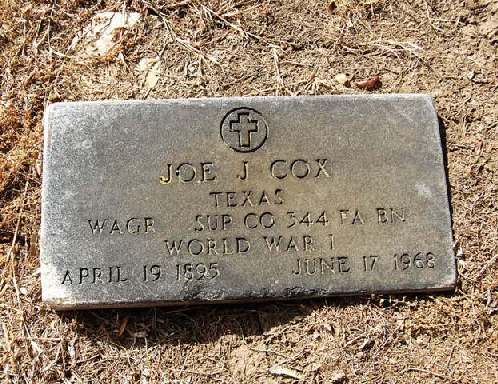 JOE J COX
TEXAS
WAGR SUP CO 344 FA BN
WORLD WAR I
APRIL 19 1895 JUNE 17 1968